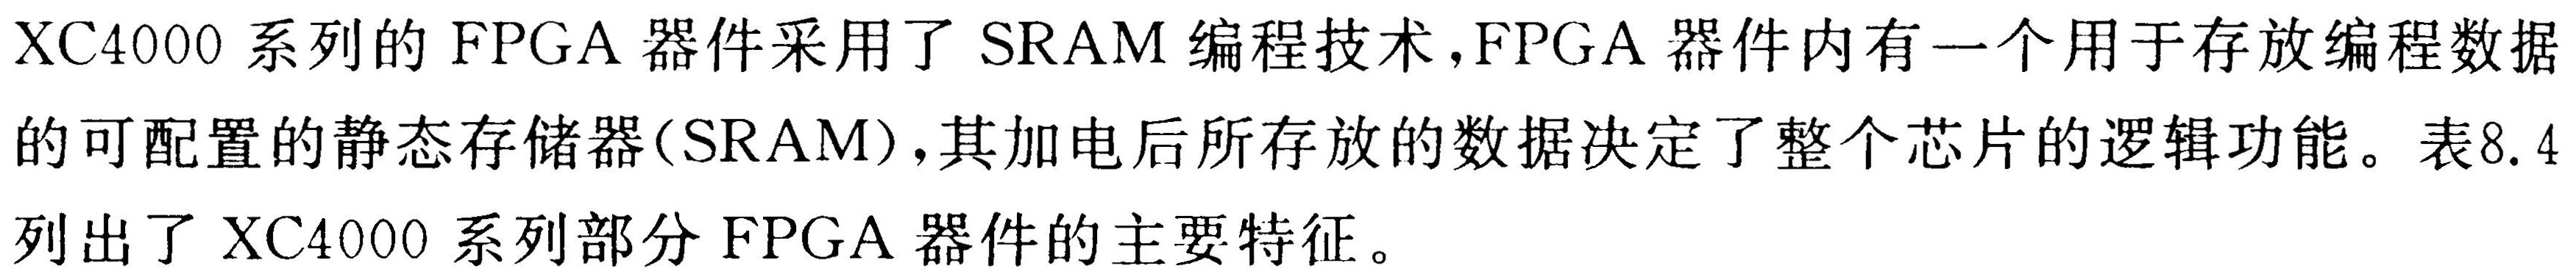 XC4000 系列的 FPGA 器件采用了 SRAM 编程技术,FPGA 器件内有一个用于存放编程数据
的可配置的静态存储器(SRAM),其加电后所存放的数据决定了整个芯片的逻辑功能。表8.4
列出了 XC4000 系列部分 FPGA 器件的主要特征。